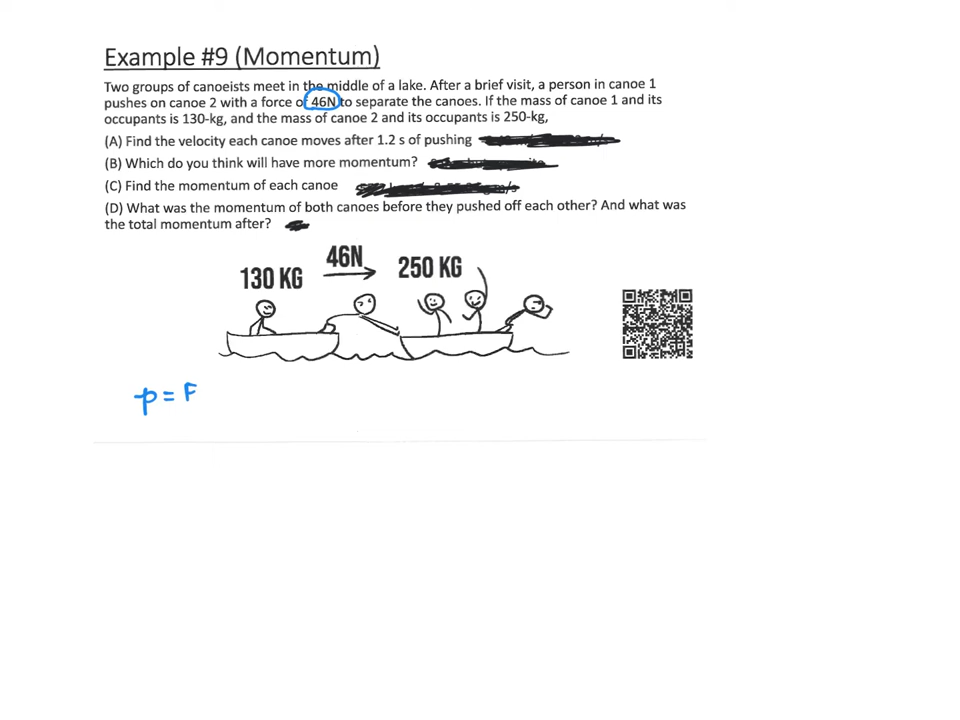 Example #9 (Momentum)
Two groups of canoeists meet in the middle of a lake. After a brief visit, a person in canoe 1
pushes on canoe 2 with a force of 46N to separate the canoes. If the mass of canoe 1 and its
occupants is 130-kg, and the mass of canoe 2 and its occupants is 250-kg,
(A) Find the velocity each canoe moves after 1.2 s of pushing
(B) Which do you think will have more momentum?
(C) Find the momentum of each canoe
(D) What was the momentum of both canoes before they pushed off each other? And what was
the total momentum after?
46N
130 KG
250 KG
p = F